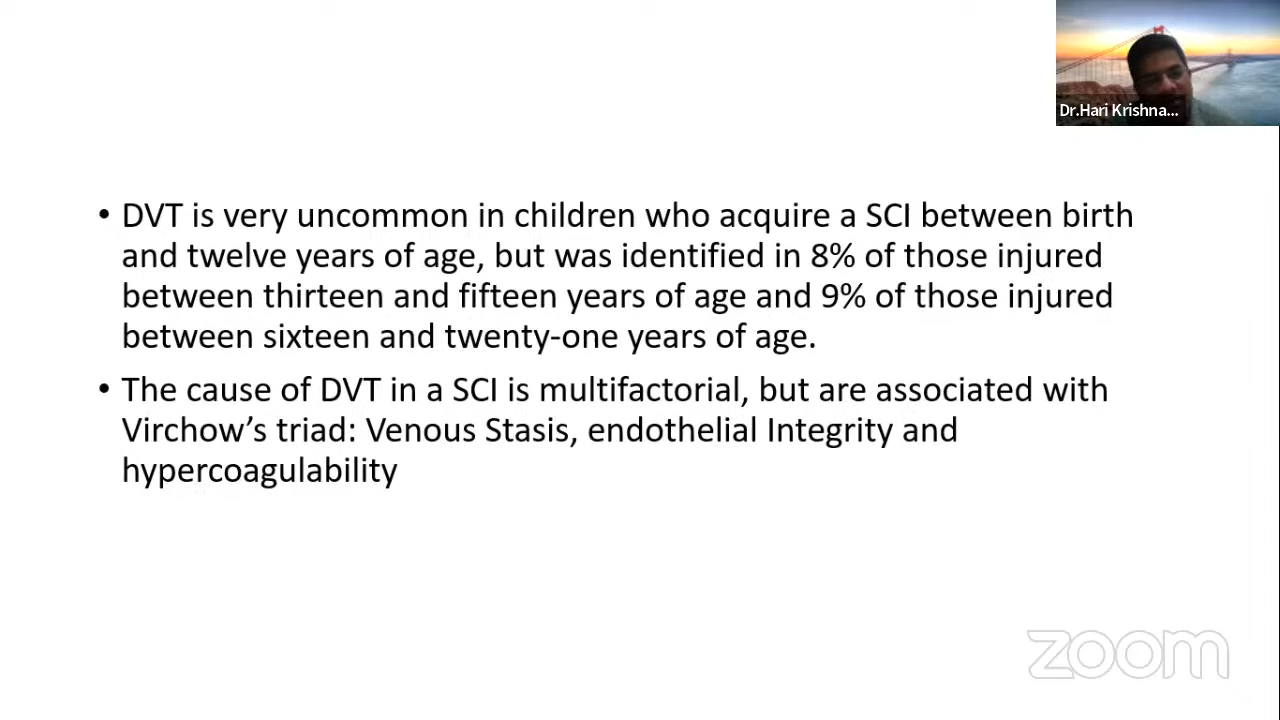 Dr.Hari Krishna...
• DVT is very uncommon in children who acquire a SCI between birth
and twelve years of age, but was identified in 8% of those injured
between thirteen and fifteen years of age and 9% of those injured
between sixteen and twenty-one years of age.
• The cause of DVT in a SCI is multifactorial, but are associated with
Virchow’s triad: Venous Stasis, endothelial Integrity and
hypercoagulability
zoom